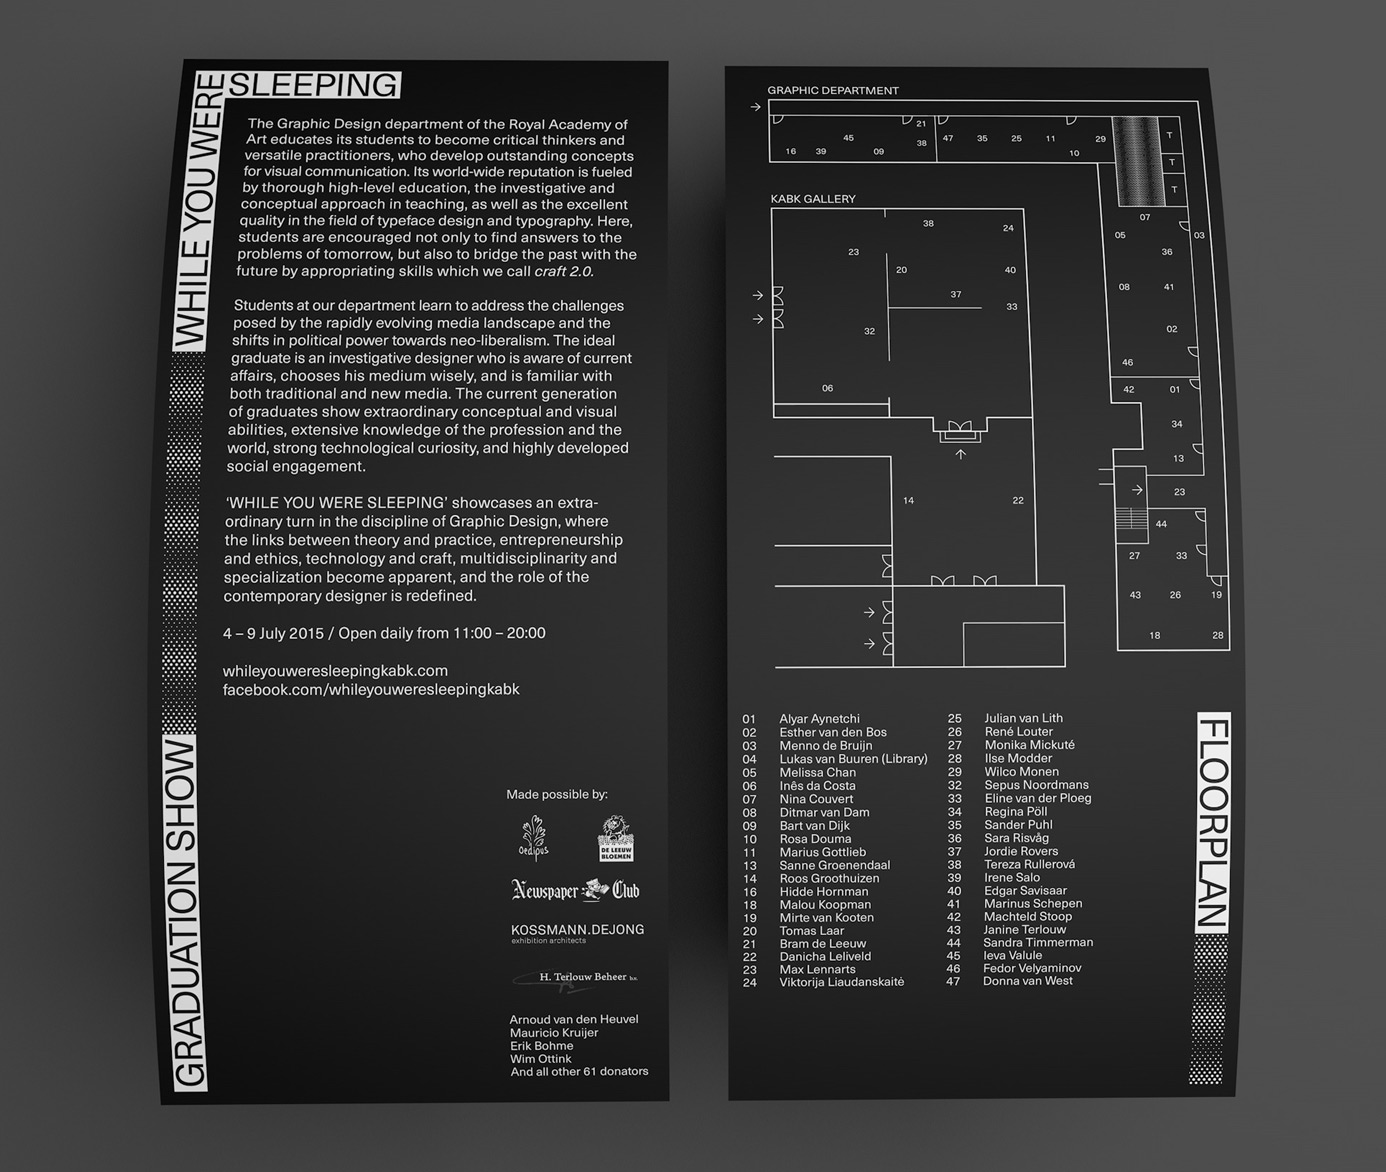 WHILE YOU WERE
SLEEPING
The Graphic Design department of the Royal Academy of
Art educates its students to become critical thinkers and
versatile practitioners, who develop outstanding concepts
for visual communication. Its world-wide reputation is fueled
by thorough high-level education, the investigative and
conceptual approach in teaching, as well as the excellent
quality in the field of typeface design and typography. Here,
students are encouraged not only to find answers to the
problems of tomorrow, but also to bridge the past with the
future by appropriating skills which we call craft 2.0.
Students at our department learn to address the challenges
posed by the rapidly evolving media landscape and the
shifts in political power towards neo-liberalism. The ideal
graduate is an investigative designer who is aware of current
affairs, chooses his medium wisely, and is familiar with
both traditional and new media. The current generation
of graduates show extraordinary conceptual and visual
abilities, extensive knowledge of the profession and the
world, strong technological curiosity, and highly developed
social engagement.
‘WHILE YOU WERE SLEEPING’ showcases an extra-
ordinary turn in the discipline of Graphic Design, where
the links between theory and practice, entrepreneurship
and ethics, technology and craft, multidisciplinarity and
specialization become apparent, and the role of the
contemporary designer is redefined.
4 – 9 July 2015 / Open daily from 11:00 – 20:00
whileyouweresleepingkabk.com
facebook.com/whileyouweresleepingkabk
GRADUATION SHOW
Made possible by:
Oedipus
DE LEEUW
BLOEMEN
Newspaper Club
KOSSMANN.DEJONG
exhibition architects
H. Terlouw Beheer b.v.
Arnoud van den Heuvel
Mauricio Kruijer
Erik Bohme
Wim Ottink
And all other 61 donators
GRAPHIC DEPARTMENT
16 39 45 09 21 38 47 35 25 11 10 29
T
T
T
07
05 03
36
08 41
02
46
42 01
34
13
23
44
27 33
43 26 19
18 28
KABK GALLERY
38 24
23
20 40
37 33
32
06
14 22
01 Alyar Aynetchi
02 Esther van den Bos
03 Menno de Bruijn
04 Lukas van Buuren (Library)
05 Melissa Chan
06 Inês da Costa
07 Nina Couvert
08 Ditmar van Dam
09 Bart van Dijk
10 Rosa Douma
11 Marius Gottlieb
13 Sanne Groenendaal
14 Roos Groothuizen
16 Hidde Hornman
18 Malou Koopman
19 Mirte van Kooten
20 Tomas Laar
21 Bram de Leeuw
22 Danicha Leliveld
23 Max Lennarts
24 Viktorija Liaudanskaitė
25 Julian van Lith
26 René Louter
27 Monika Mickuté
28 Ilse Modder
29 Wilco Monen
32 Sepus Noordmans
33 Eline van der Ploeg
34 Regina Pöll
35 Sander Puhl
36 Sara Risvåg
37 Jordie Rovers
38 Tereza Rullerová
39 Irene Salo
40 Edgar Savisaar
41 Marinus Schepen
42 Machteld Stoop
43 Janine Terlouw
44 Sandra Timmerman
45 Ieva Valule
46 Fedor Velyaminov
47 Donna van West
FLOORPLAN